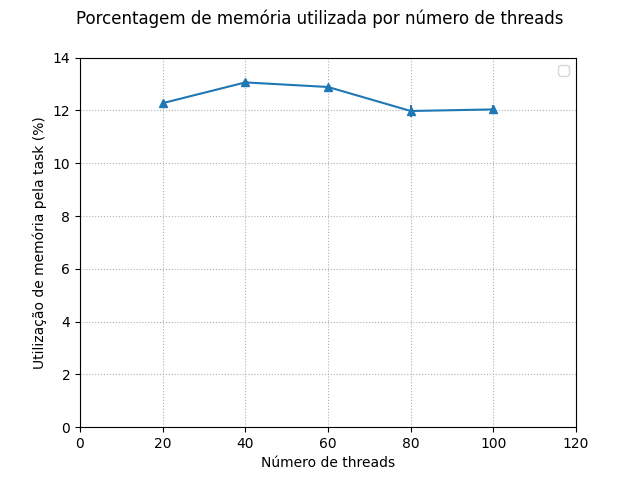 Porcentagem de memória utilizada por número de threads
14
12
10
8
6
4
2
0
Utilização de memória pela task (%)
0 20 40 60 80 100 120
Número de threads